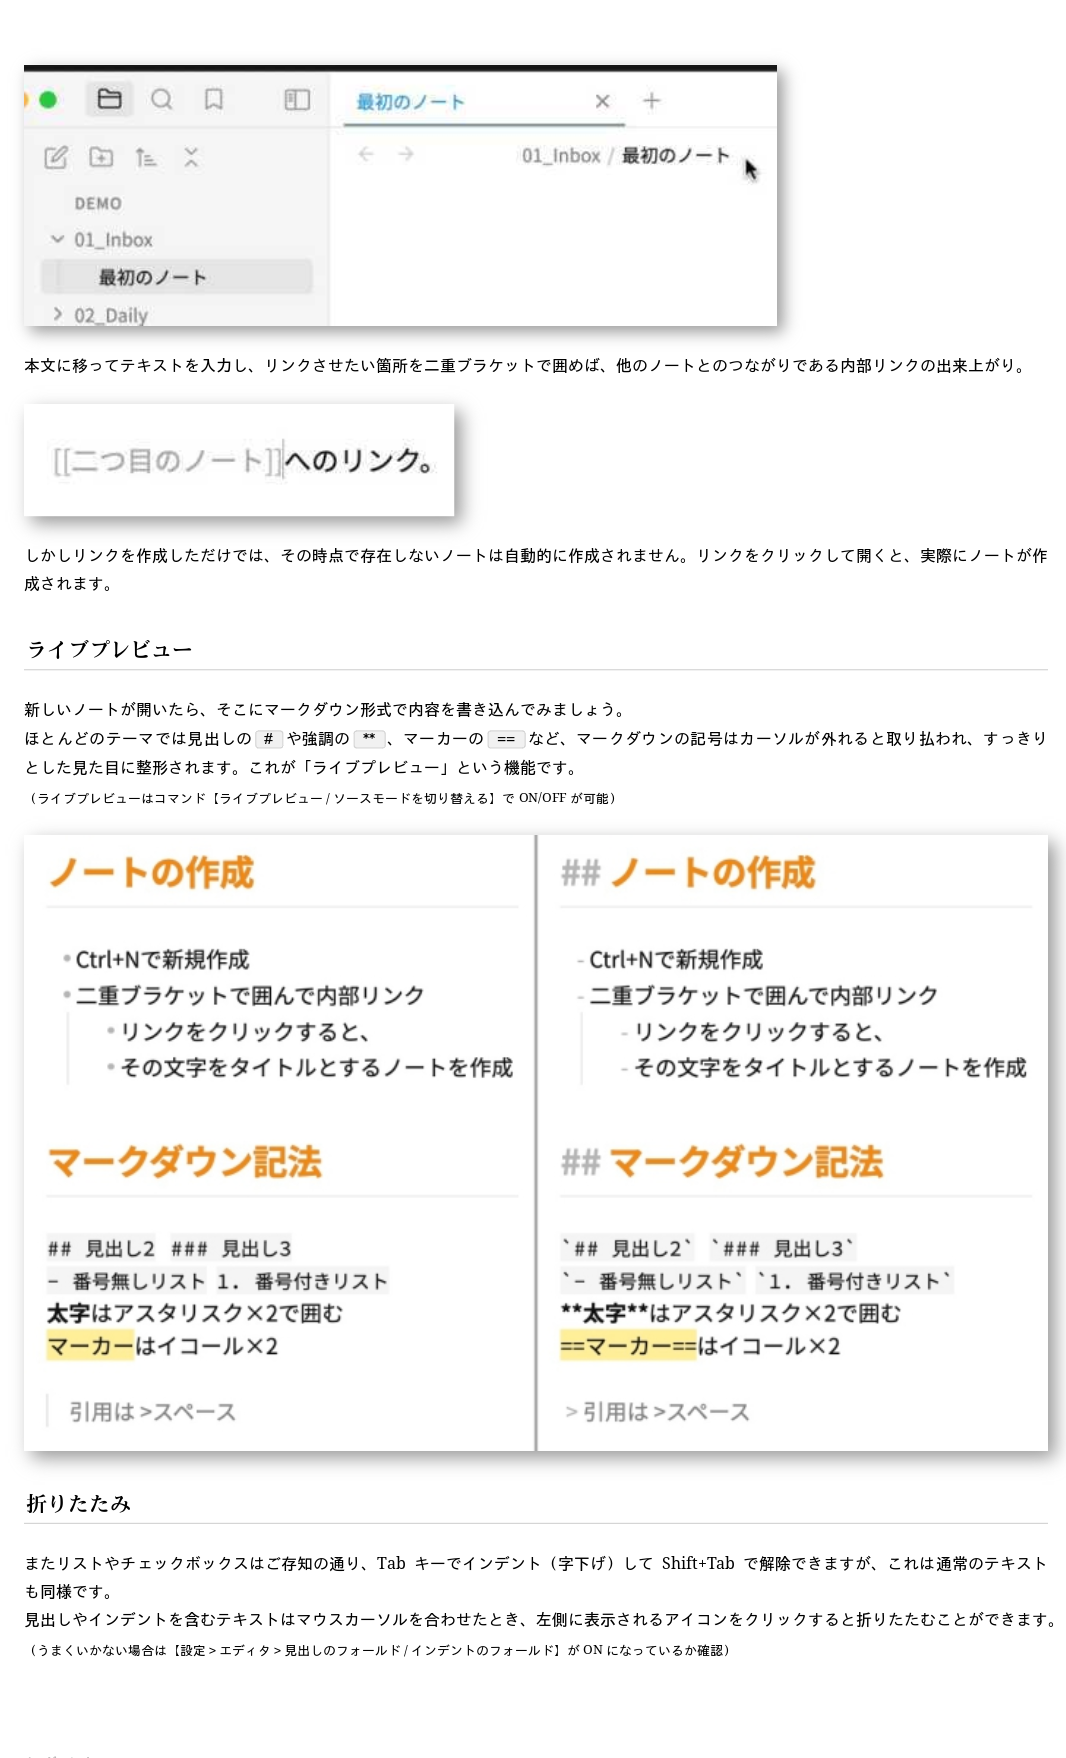 最初のノート
01_Inbox / 最初のノート
DEMO
01_Inbox
最初のノート
02_Daily
本文に移ってテキストを入力し、リンクさせたい箇所を二重ブラケットで囲めば、他のノートとのつながりである内部リンクの出来上がり。
[[二つ目のノート]]へのリンク。
しかしリンクを作成しただけでは、その時点で存在しないノートは自動的に作成されません。リンクをクリックして開くと、実際にノートが作
成されます。
ライブプレビュー
新しいノートが開いたら、そこにマークダウン形式で内容を書き込んでみましょう。
ほとんどのテーマでは見出しの # や強調の ** 、マーカーの == など、マークダウンの記号はカーソルが外れると取り払われ、すっきり
とした見た目に整形されます。これが「ライブプレビュー」という機能です。
（ライブプレビューはコマンド【ライブプレビュー / ソースモードを切り替える】で ON/OFF が可能）
ノートの作成
• Ctrl+Nで新規作成
• 二重ブラケットで囲んで内部リンク
• リンクをクリックすると、
• その文字をタイトルとするノートを作成
マークダウン記法
## 見出し2 ### 見出し3
- 番号無しリスト 1. 番号付きリスト
太字はアスタリスク×2で囲む
マーカーはイコール×2
引用は >スペース
## ノートの作成
- Ctrl+Nで新規作成
- 二重ブラケットで囲んで内部リンク
- リンクをクリックすると、
- その文字をタイトルとするノートを作成
## マークダウン記法
`## 見出し2` `### 見出し3`
`- 番号無しリスト` `1. 番号付きリスト`
**太字**はアスタリスク×2で囲む
==マーカー==はイコール×2
> 引用は >スペース
折りたたみ
またリストやチェックボックスはご存知の通り、Tab キーでインデント（字下げ）して Shift+Tab で解除できますが、これは通常のテキスト
も同様です。
見出しやインデントを含むテキストはマウスカーソルを合わせたとき、左側に表示されるアイコンをクリックすると折りたたむことができます。
（うまくいかない場合は【設定 > エディタ > 見出しのフォールド / インデントのフォールド】が ON になっているか確認）